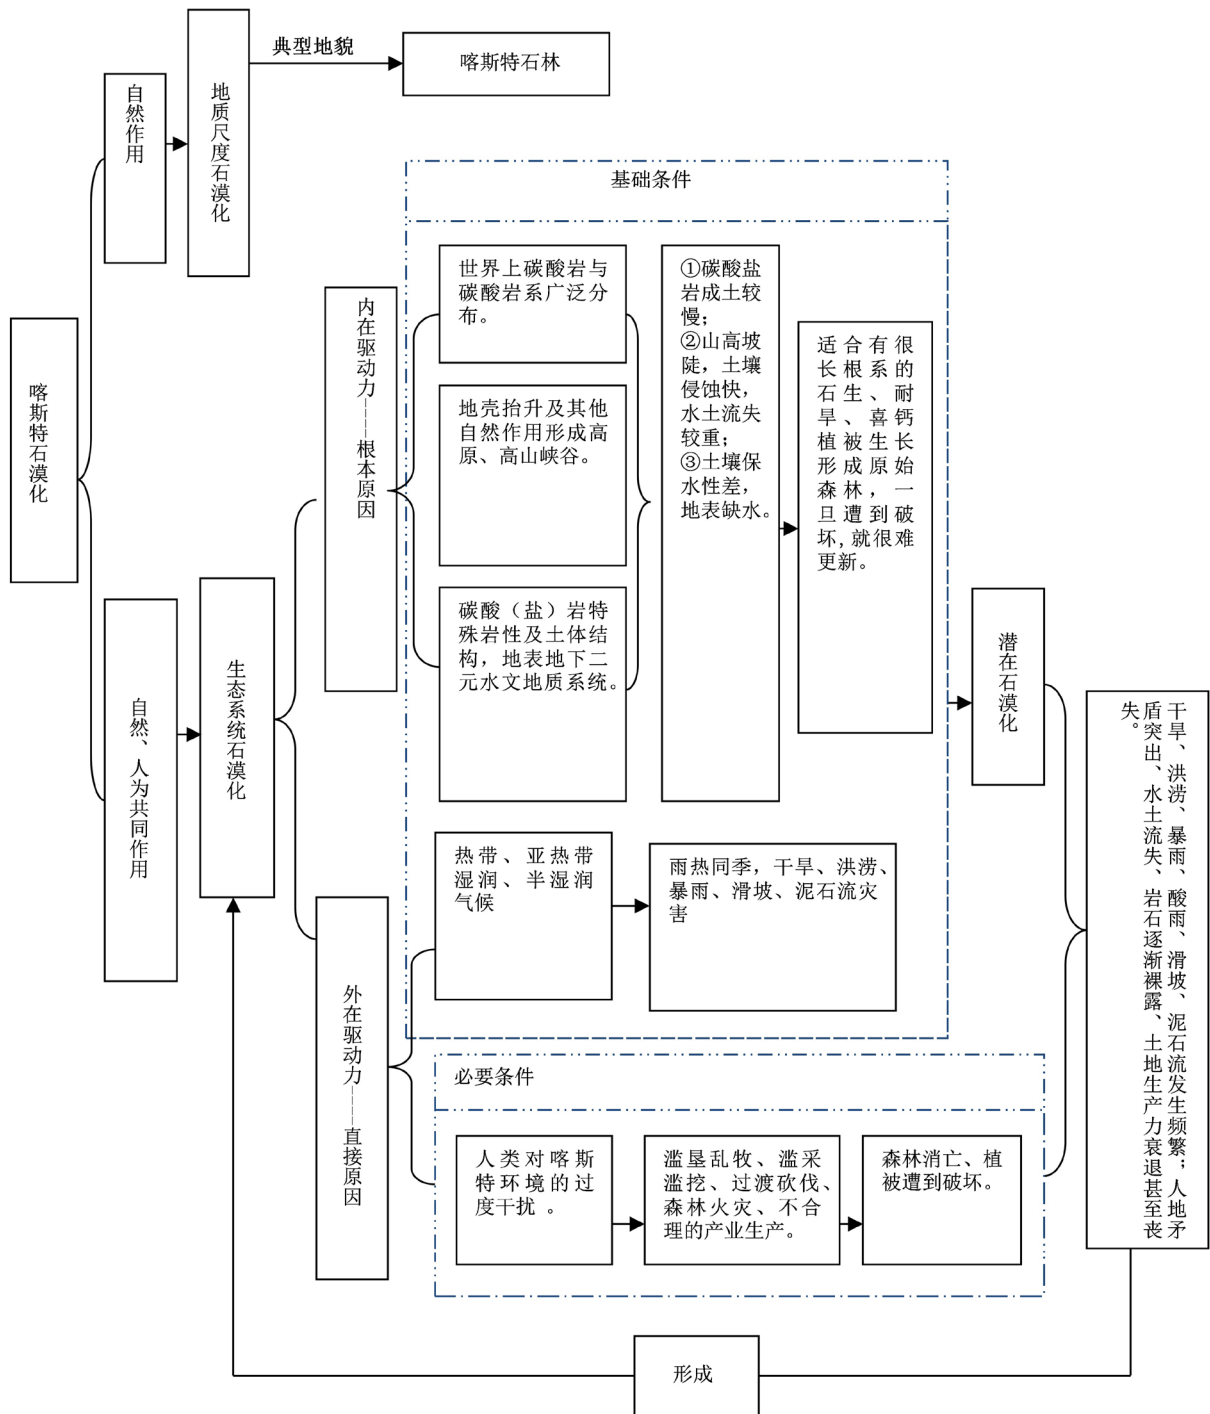 典型地貌
喀斯特石林
自然作用
地质尺度石漠化
基础条件
喀斯特石漠化
内在驱动力----根本原因
世界上碳酸岩与
碳酸岩系广泛分
布。
地壳抬升及其他
自然作用形成高
原、高山峡谷。
碳酸（盐）岩特
殊岩性及土体结
构，地表地下二
元水文地质系统。
①碳酸盐
岩成土较
慢；
②山高坡
陡，土壤
侵蚀快，
水土流失
较重；
③土壤保
水性差，
地表缺水。
适合有很
长根系的
石生、耐
旱、喜钙
植被生长
形成原始
森林，一
旦遭到破
坏,就很难
更新。
自然、人为共同作用
生态系统石漠化
潜在石漠化
干旱、洪涝、暴雨、酸雨、滑坡、泥石流发生频繁；人地矛
盾突出、水土流失、岩石逐渐裸露、土地生产力衰退甚至丧
失。
热带、亚热带
湿润、半湿润
气候
雨热同季，干旱、洪涝、
暴雨、滑坡、泥石流灾
害
外在驱动力----直接原因
必要条件
人类对喀斯
特环境的过
度干扰 。
滥垦乱牧、滥采
滥挖、过渡砍伐、
森林火灾、不合
理的产业生产。
森林消亡、植
被遭到破坏。
形成